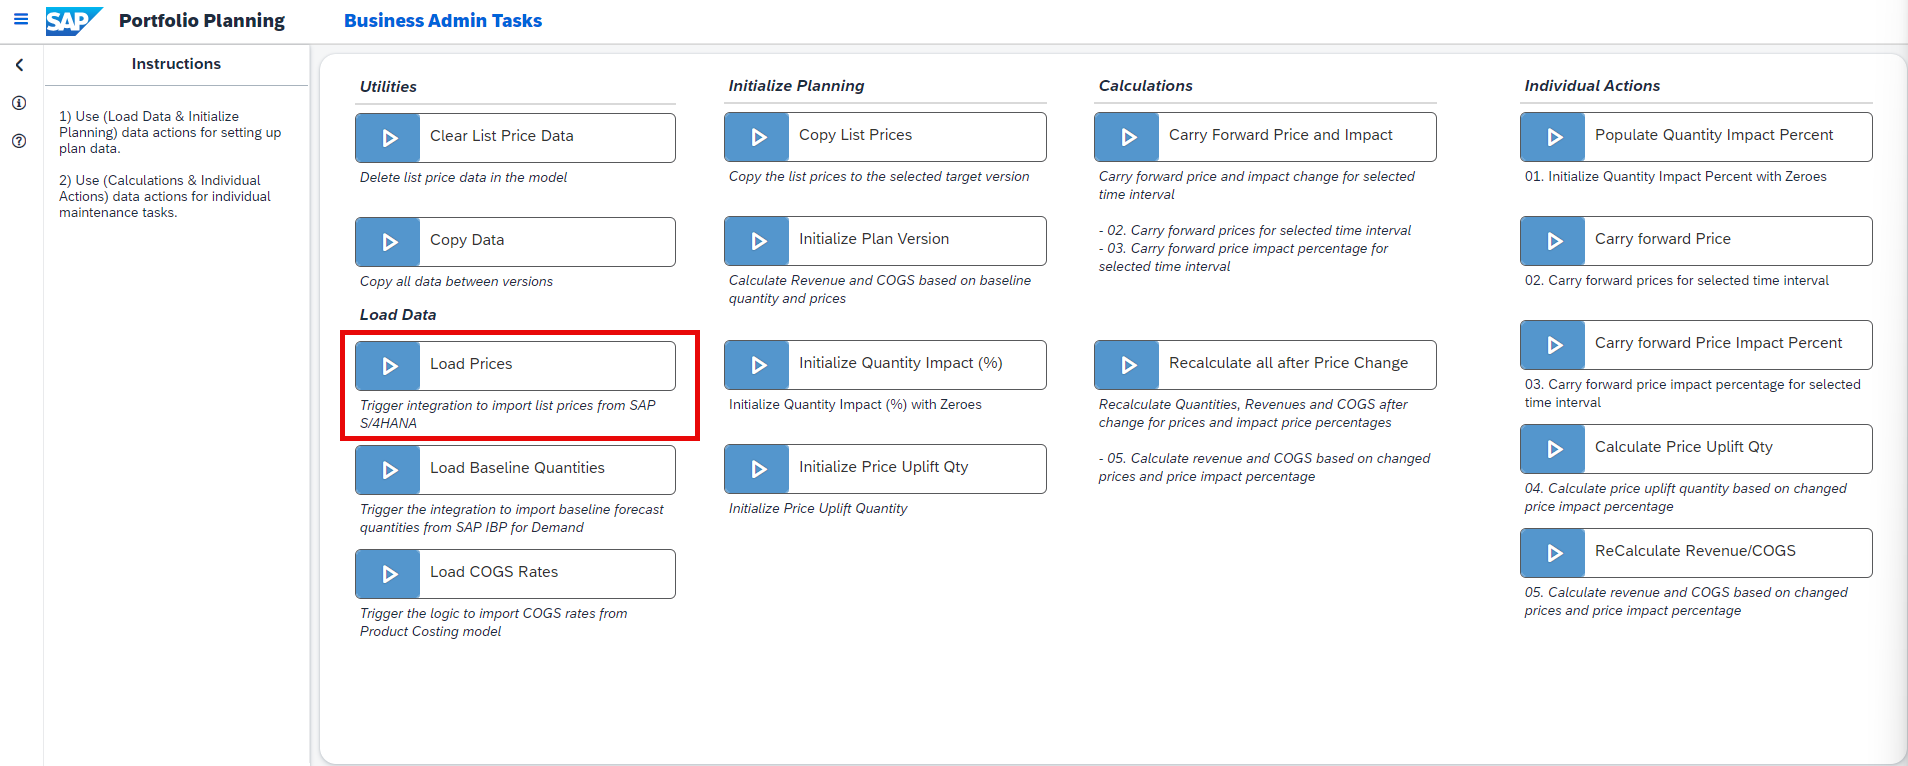 SAP Portfolio Planning Business Admin Tasks
Instructions
1) Use (Load Data & Initialize
Planning) data actions for setting up
plan data.
2) Use (Calculations & Individual
Actions) data actions for individual
maintenance tasks.
Utilities
Clear List Price Data
Delete list price data in the model
Copy Data
Copy all data between versions
Load Data
Load Prices
Trigger integration to import list prices from SAP
S/4HANA
Load Baseline Quantities
Trigger the integration to import baseline forecast
quantities from SAP IBP for Demand
Load COGS Rates
Trigger the logic to import COGS rates from
Product Costing model
Initialize Planning
Copy List Prices
Copy the list prices to the selected target version
Initialize Plan Version
Calculate Revenue and COGS based on baseline
quantity and prices
Initialize Quantity Impact (%)
Initialize Quantity Impact (%) with Zeroes
Initialize Price Uplift Qty
Initialize Price Uplift Quantity
Calculations
Carry Forward Price and Impact
Carry forward price and impact change for selected
time interval
- 02. Carry forward prices for selected time interval
- 03. Carry forward price impact percentage for
selected time interval
Recalculate all after Price Change
Recalculate Quantities, Revenues and COGS after
change for prices and impact price percentages
- 05. Calculate revenue and COGS based on changed
prices and price impact percentage
Individual Actions
Populate Quantity Impact Percent
01. Initialize Quantity Impact Percent with Zeroes
Carry forward Price
02. Carry forward prices for selected time interval
Carry forward Price Impact Percent
03. Carry forward price impact percentage for selected
time interval
Calculate Price Uplift Qty
04. Calculate price uplift quantity based on changed
price impact percentage
ReCalculate Revenue/COGS
05. Calculate revenue and COGS based on changed
prices and price impact percentage